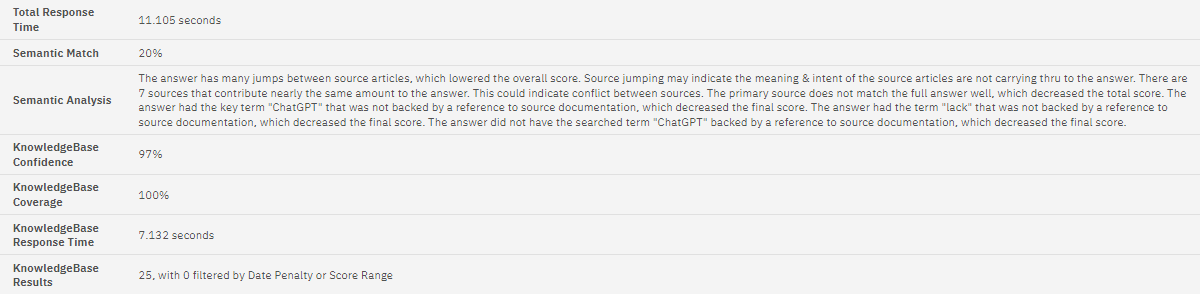 Total Response
Time
11.105 seconds
Semantic Match
20%
Semantic Analysis
The answer has many jumps between source articles, which lowered the overall score. Source jumping may indicate the meaning & intent of the source articles are not carrying thru to the answer. There are
7 sources that contribute nearly the same amount to the answer. This could indicate conflict between sources. The primary source does not match the full answer well, which decreased the total score. The
answer had the key term "ChatGPT" that was not backed by a reference to source documentation, which decreased the final score. The answer had the term "lack" that was not backed by a reference to
source documentation, which decreased the final score. The answer did not have the searched term "ChatGPT" backed by a reference to source documentation, which decreased the final score.
KnowledgeBase
Confidence
97%
KnowledgeBase
Coverage
100%
KnowledgeBase
Response Time
7.132 seconds
KnowledgeBase
Results
25, with 0 filtered by Date Penalty or Score Range